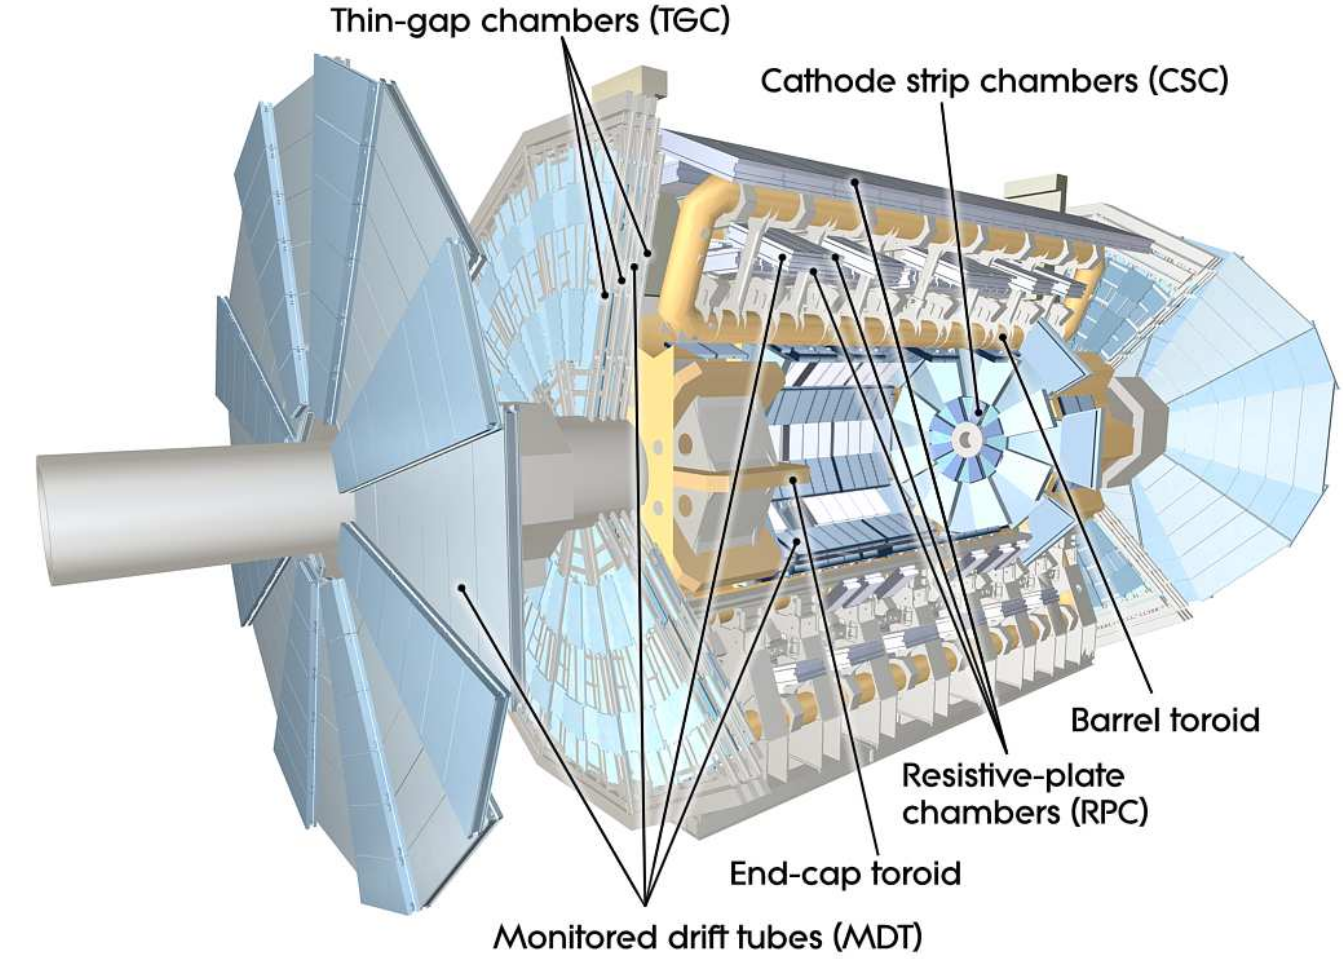 Thin-gap chambers (TGC)
Cathode strip chambers (CSC)
Barrel toroid
Resistive-plate
chambers (RPC)
End-cap toroid
Monitored drift tubes (MDT)